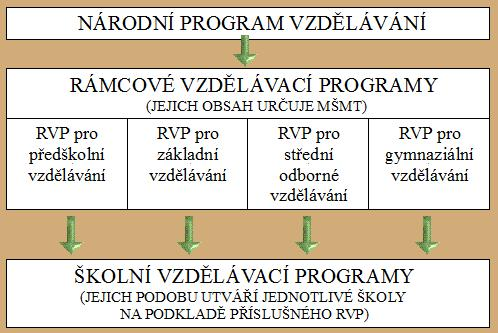 NÁRODNÍ PROGRAM VZDĚLÁVÁNÍ
RÁMCOVÉ VZDĚLÁVACÍ PROGRAMY
(JEJICH OBSAH URČUJE MŠMT)
RVP pro
předškolní
vzdělávání
RVP pro
základní
vzdělávání
RVP pro
střední
odborné
vzdělávání
RVP pro
gymnaziální
vzdělávání
ŠKOLNÍ VZDĚLÁVACÍ PROGRAMY
(JEJICH PODOBU UTVÁŘÍ JEDNOTLIVÉ ŠKOLY
NA PODKLADĚ PŘÍSLUŠNÉHO RVP)